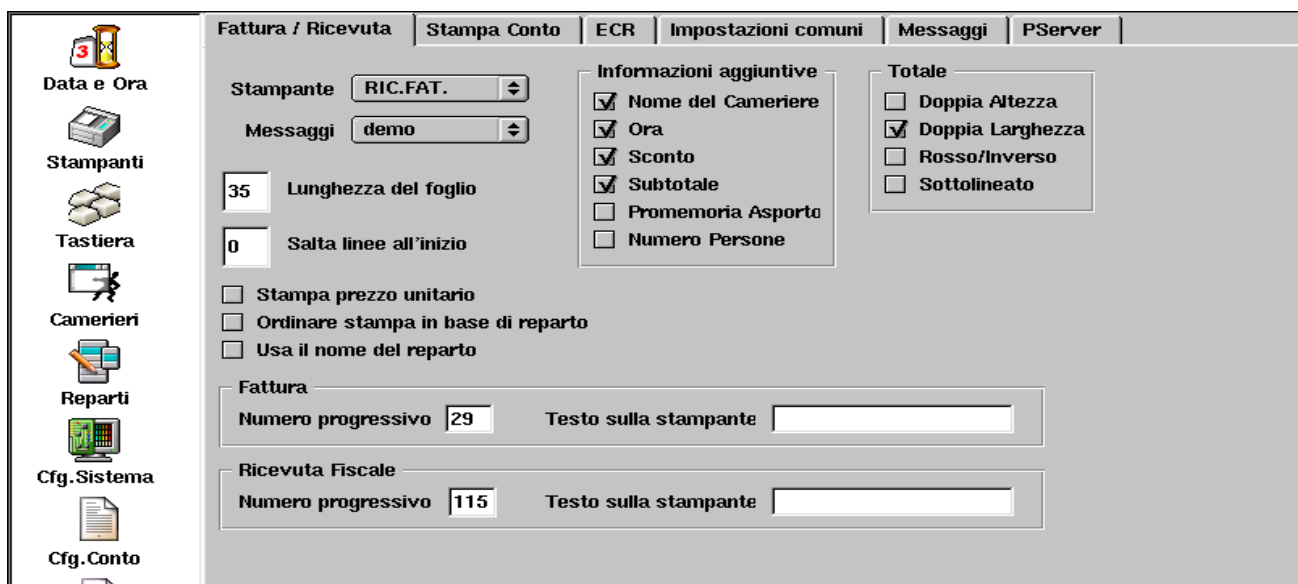 Fattura / Ricevuta Stampa Conto ECR Impostazioni comuni Messaggi PServer
3
Data e Ora
Stampanti
Tastiera
Camerieri
Reparti
Cfg.Sistema
Cfg.Conto
Stampante RIC.FAT.
Messaggi demo
35 Lunghezza del foglio
0 Salta linee all'inizio
Informazioni aggiuntive
Nome del Cameriere
Ora
Sconto
Subtotale
Promemoria Asporto
Numero Persone
Totale
Doppia Altezza
Doppia Larghezza
Rosso/Inverso
Sottolineato
Stampa prezzo unitario
Ordinare stampa in base di reparto
Usa il nome del reparto
Fattura
Numero progressivo 29 Testo sulla stampante
Ricevuta Fiscale
Numero progressivo 115 Testo sulla stampante